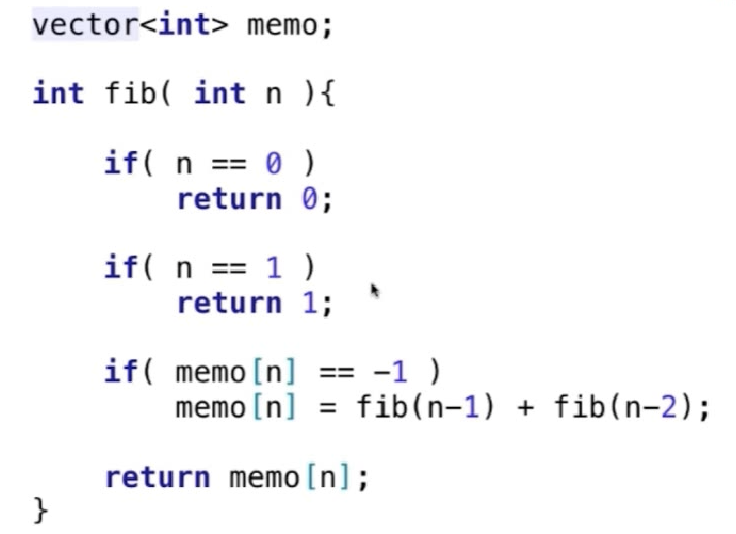 vector<int> memo;
int fib( int n ){
if( n == 0 )
return 0;
if( n == 1 )
return 1;
if( memo[n] == -1 )
memo[n] = fib(n-1) + fib(n-2);
return memo[n];
}